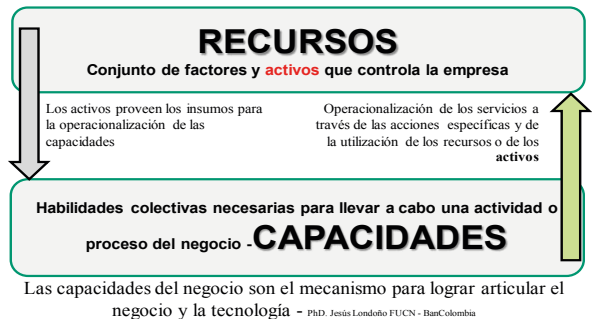 RECURSOS
Conjunto de factores y activos que controla la empresa
Los activos proveen los insumos para
la operacionalización de las
capacidades
Operacionalización de los servicios a
través de las acciones específicas y de
la utilización de los recursos o de los
activos
Habilidades colectivas necesarias para llevar a cabo una actividad o
proceso del negocio -CAPACIDADES
Las capacidades del negocio son el mecanismo para lograr articular el
negocio y la tecnología - PhD. Jesús Londoño FUCN - BanColombia